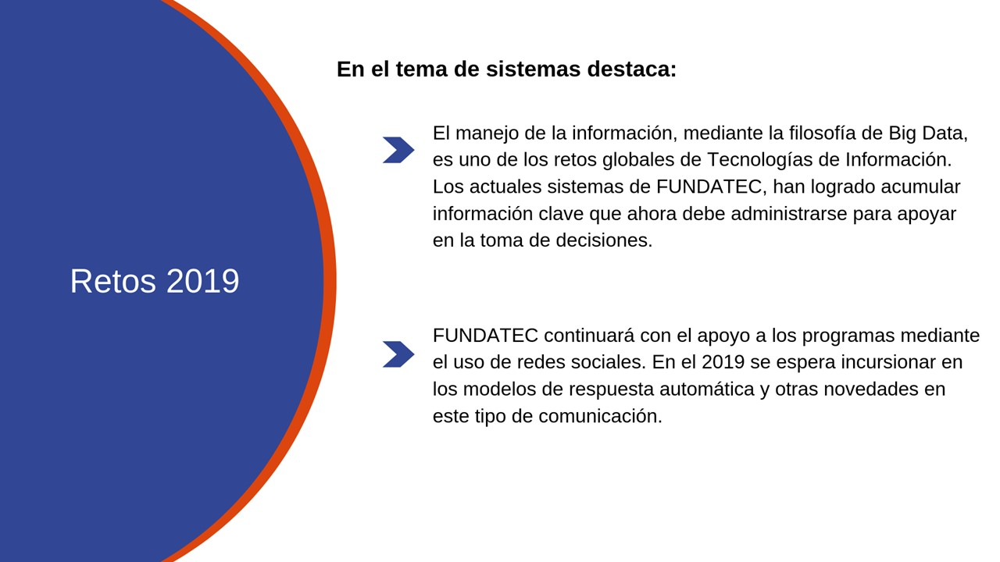 Retos 2019
En el tema de sistemas destaca:
El manejo de la información, mediante la filosofía de Big Data,
es uno de los retos globales de Tecnologías de Información.
Los actuales sistemas de FUNDATEC, han logrado acumular
información clave que ahora debe administrarse para apoyar
en la toma de decisiones.
FUNDATEC continuará con el apoyo a los programas mediante
el uso de redes sociales. En el 2019 se espera incursionar en
los modelos de respuesta automática y otras novedades en
este tipo de comunicación.